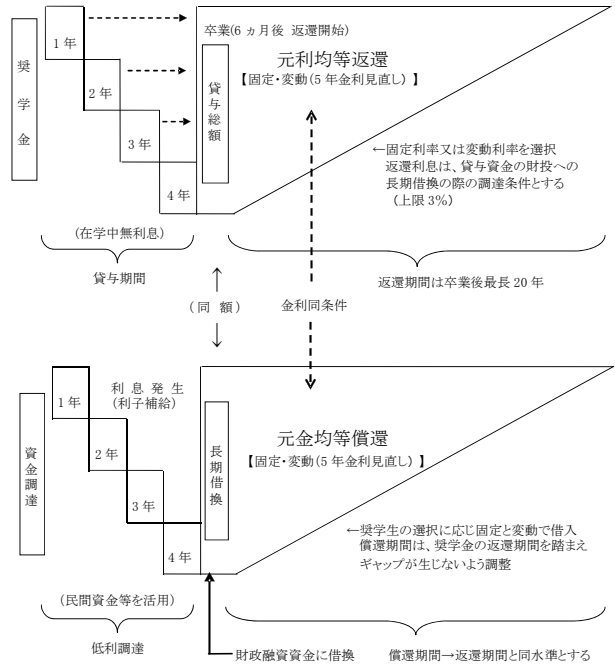 卒業(6ヵ月後 返還開始)
1年
2年
3年
4年
奨学金
貸与総額
元利均等返還
【固定・変動(5年金利見直し)】
←固定利率又は変動利率を選択
返還利息は、貸与資金の財投への
長期借換の際の調達条件とする
(上限3%)
(在学中無利息)
貸与期間
返還期間は卒業後最長20年
(同 額)
金利同条件
利息発生
(利子補給)
1年
2年
3年
4年
資金調達
長期借換
元金均等償還
【固定・変動(5年金利見直し)】
←奨学生の選択に応じ固定と変動で借入
償還期間は、奨学金の返還期間を踏まえ
ギャップが生じないよう調整
(民間資金等を活用)
低利調達
財政融資資金に借換
償還期間→返還期間と同水準とする